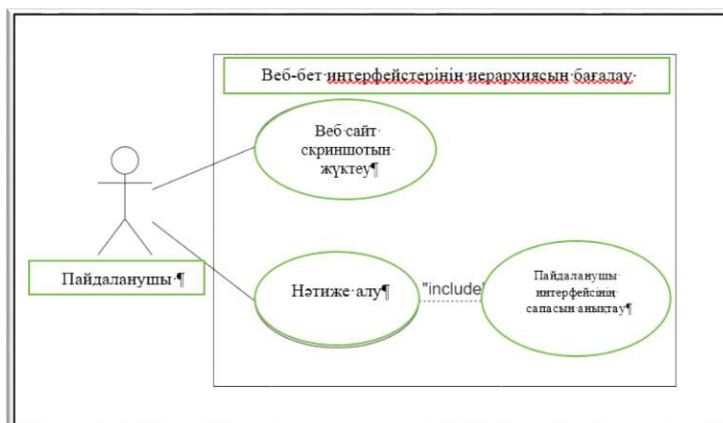 Веб-бет интерфейстерінің иерархиясын бағалау
Веб сайт
скриншотын
жүктеу¶
Пайдаланушы ¶
Нәтиже алу¶
"include"
Пайдаланушы
интерфейсінің
сапасын анықтау¶